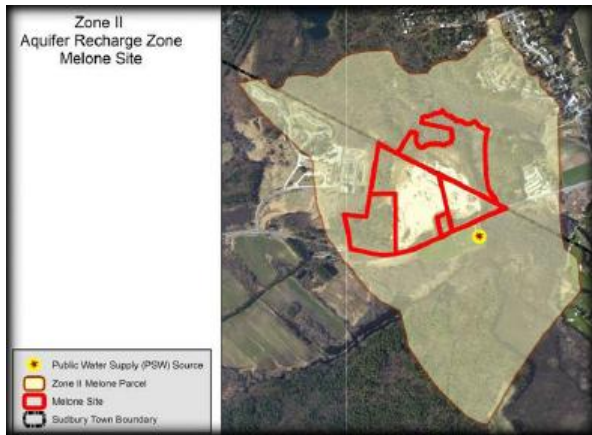 Zone II
Aquifer Recharge Zone
Melone Site
Public Water Supply (PSW) Source
Zone II Melone Parcel
Melone Site
Sudbury Town Boundary